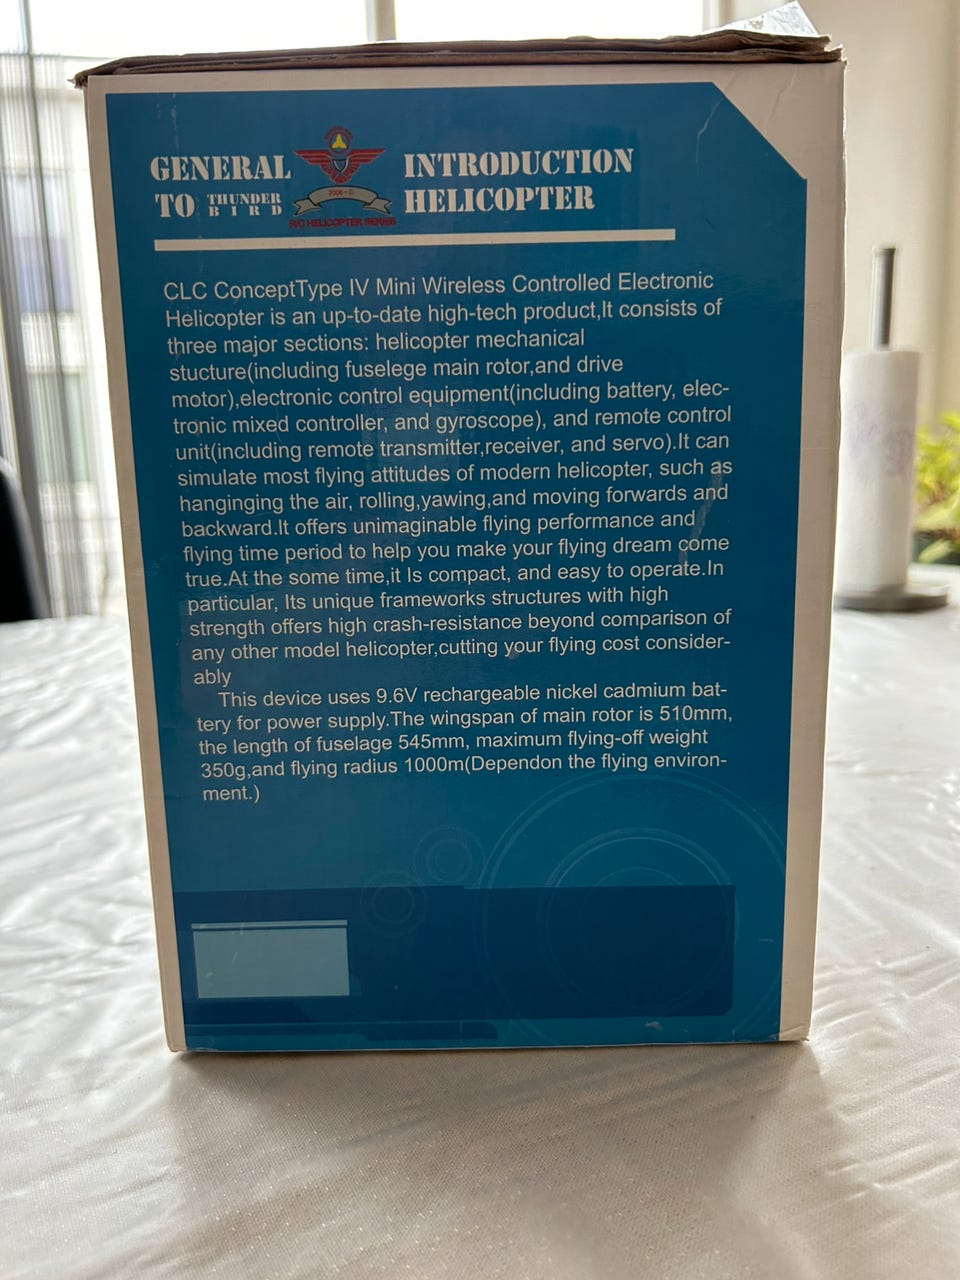 GENERAL INTRODUCTION
TO THUNDER BIRD HELICOPTER
2006-
R/C HELICOPTER SERIES
CLC ConceptType IV Mini Wireless Controlled Electronic
Helicopter is an up-to-date high-tech product,It consists of
three major sections: helicopter mechanical
stucture(including fuselege main rotor,and drive
motor),electronic control equipment(including battery, elec-
tronic mixed controller, and gyroscope), and remote control
unit(including remote transmitter,receiver, and servo).It can
simulate most flying attitudes of modern helicopter, such as
hanginging the air, rolling,yawing,and moving forwards and
backward.It offers unimaginable flying performance and
flying time period to help you make your flying dream come
true.At the some time,it Is compact, and easy to operate.In
particular, Its unique frameworks structures with high
strength offers high crash-resistance beyond comparison of
any other model helicopter,cutting your flying cost consider-
ably
This device uses 9.6V rechargeable nickel cadmium bat-
tery for power supply.The wingspan of main rotor is 510mm,
the length of fuselage 545mm, maximum flying-off weight
350g,and flying radius 1000m(Dependon the flying environ-
ment.)